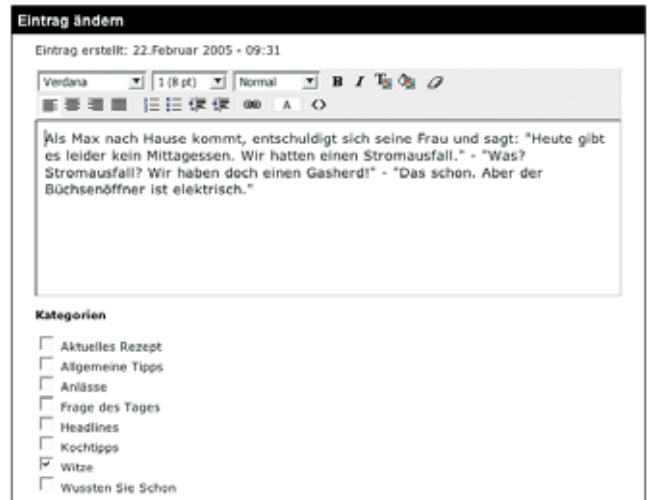 Eintrag ändern
Eintrag erstellt: 22.Februar 2005 - 09:31
Verdana 1 (8 pt) Normal B I T
A <>
Als Max nach Hause kommt, entschuldigt sich seine Frau und sagt: "Heute gibt
es leider kein Mittagessen. Wir hatten einen Stromausfall." - "Was?
Stromausfall? Wir haben doch einen Gasherd!" - "Das schon. Aber der
Büchsenöffner ist elektrisch."
Kategorien
Aktuelles Rezept
Allgemeine Tipps
Anlässe
Frage des Tages
Headlines
Kochtipps
Witze
Wussten Sie Schon